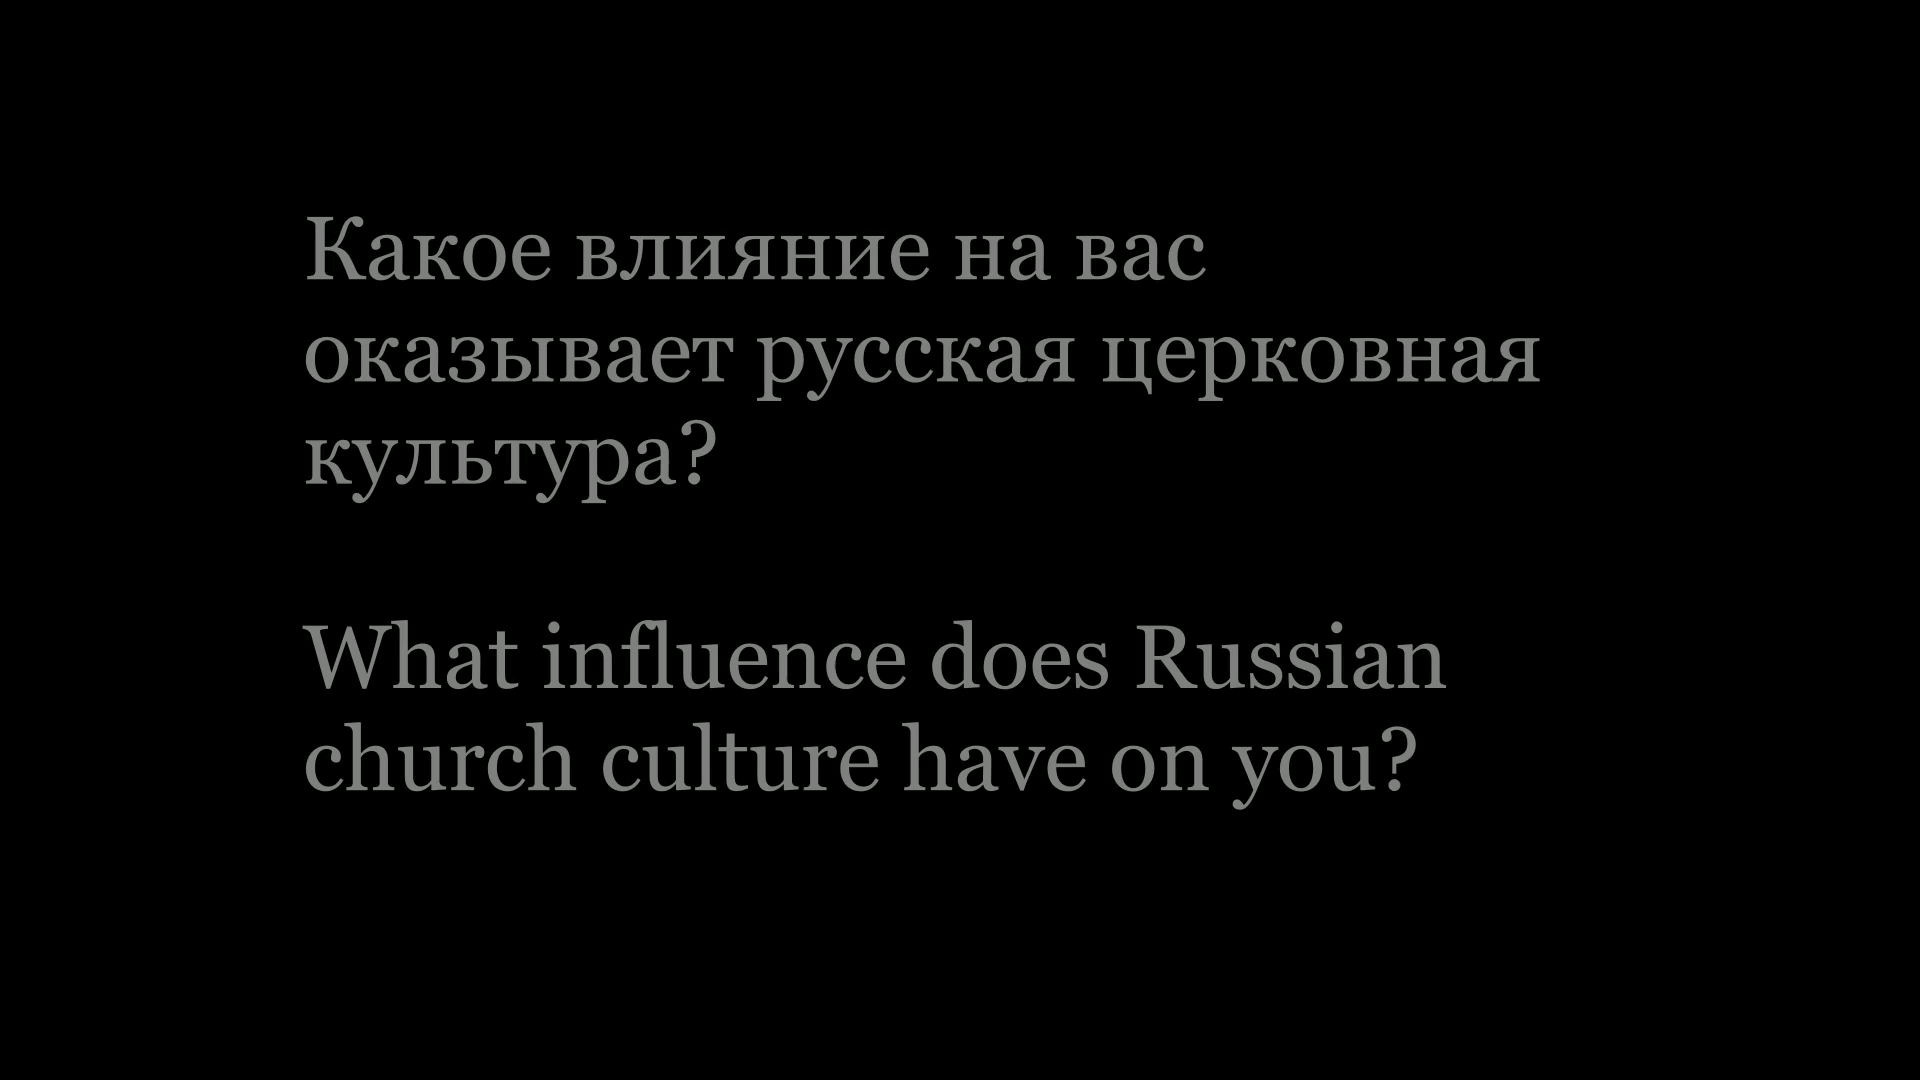 Какое влияние на вас
оказывает русская церковная
культура?
What influence does Russian
church culture have on you?